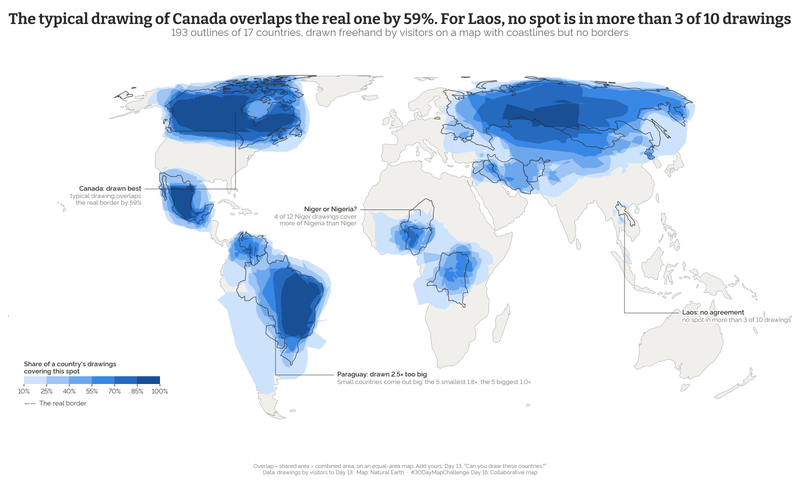 The typical drawing of Canada overlaps the real one by 59%. For Laos, no spot is in more than 3 of 10 drawings
193 outlines of 17 countries, drawn freehand by visitors on a map with coastlines but no borders
Canada: drawn best
typical drawing overlaps
the real border by 59%
Niger or Nigeria?
4 of 12 Niger drawings cover
more of Nigeria than Niger
Laos: no agreement
no spot in more than 3 of 10 drawings
Paraguay: drawn 2.5× too big
Small countries come out big: the 5 smallest 1.8×, the 5 biggest 1.0×
Share of a country's drawings
covering this spot
10% 25% 40% 55% 70% 85% 100%
The real border
Overlap = shared area ÷ combined area, on an equal-area map. Add yours: Day 13, "Can you draw these countries?"
Data: drawings by visitors to Day 13 · Map: Natural Earth · #30DayMapChallenge Day 16: Collaborative map